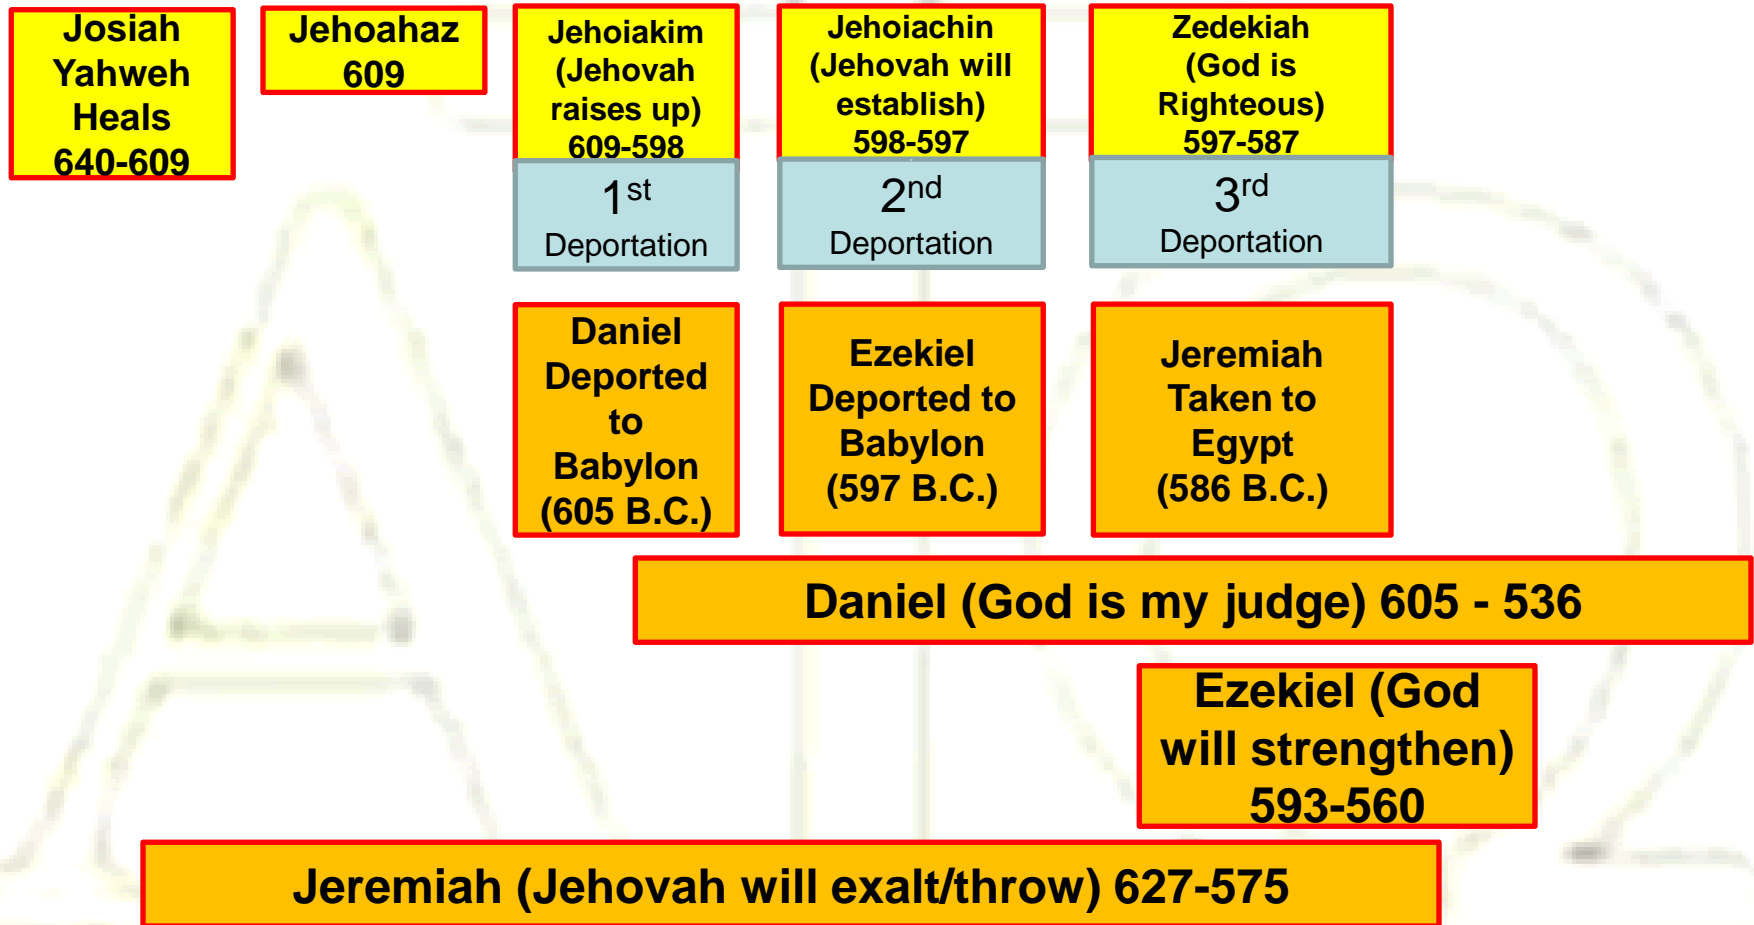 Josiah
Yahweh
Heals
640-609
Jehoahaz
609
Jehoiakim
(Jehovah
raises up)
609-598
Jehoiachin
(Jehovah will
establish)
598-597
Zedekiah
(God is
Righteous)
597-587
1st
Deportation
2nd
Deportation
3rd
Deportation
Daniel
Deported
to
Babylon
(605 B.C.)
Ezekiel
Deported to
Babylon
(597 B.C.)
Jeremiah
Taken to
Egypt
(586 B.C.)
Daniel (God is my judge) 605 - 536
Ezekiel (God
will strengthen)
593-560
Jeremiah (Jehovah will exalt/throw) 627-575